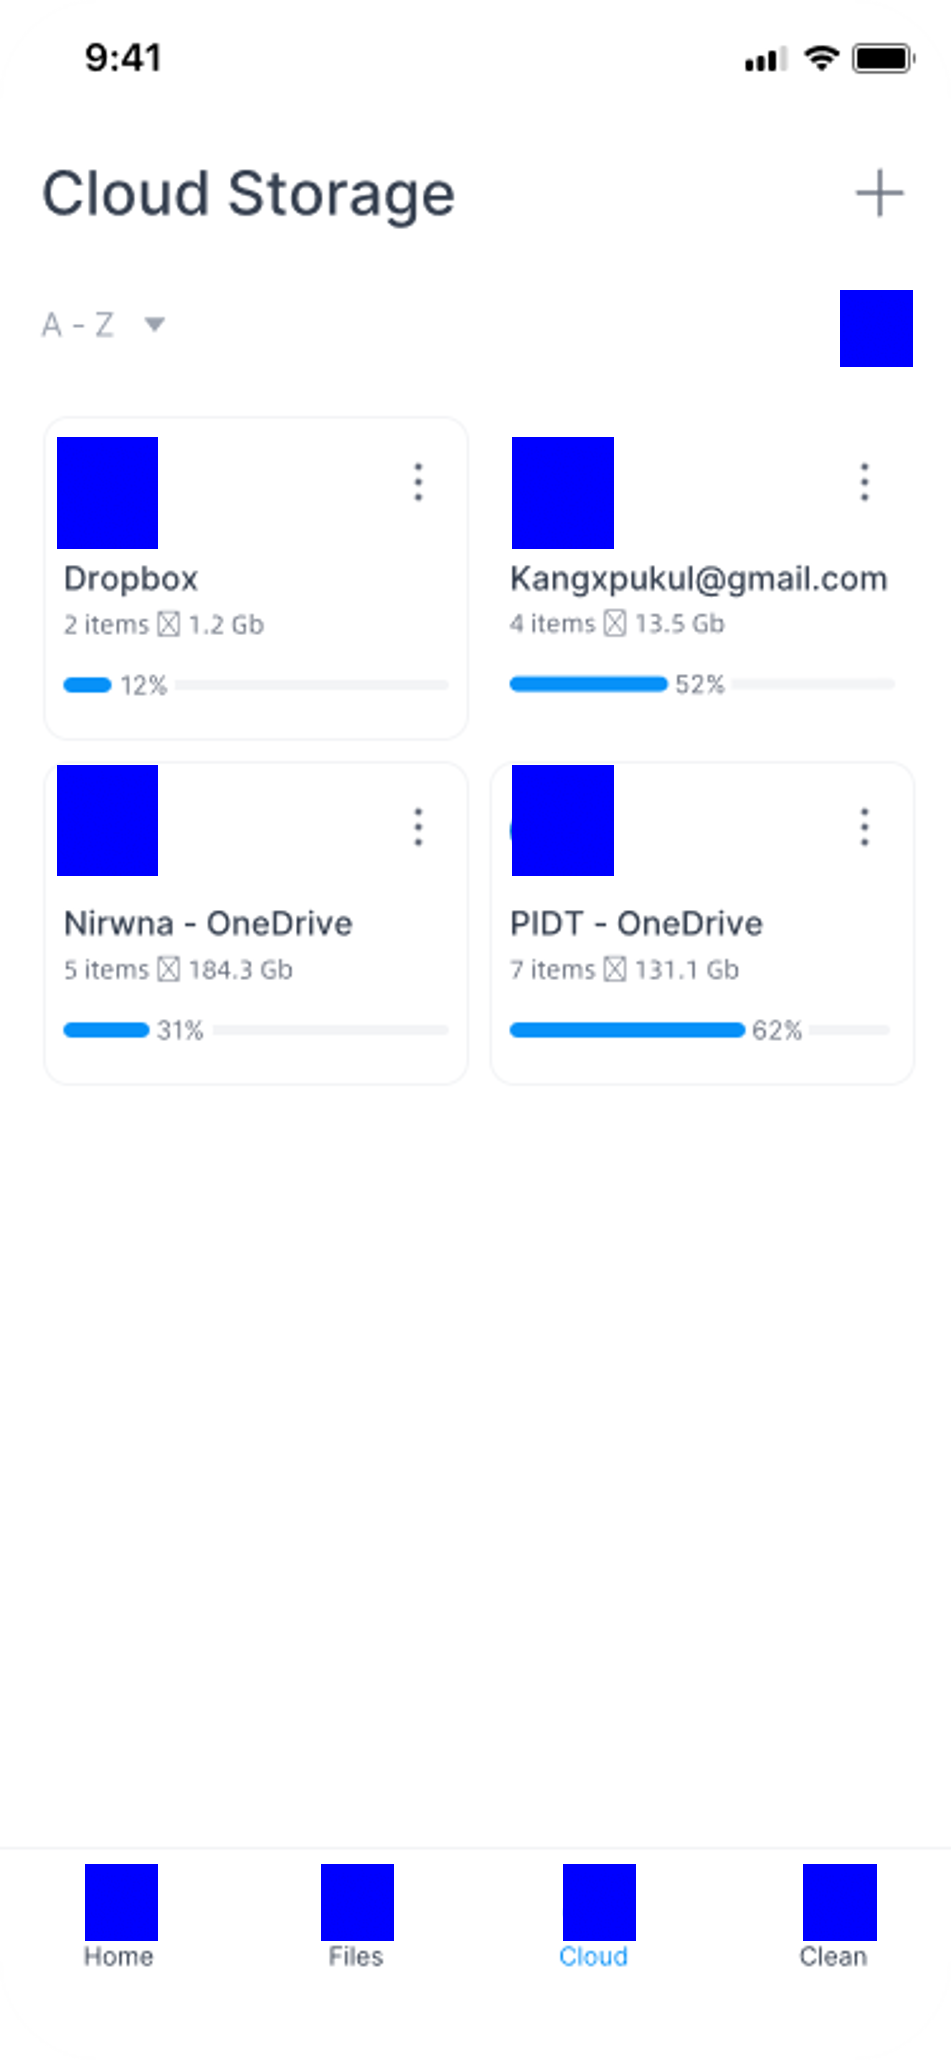 9:41
Cloud Storage
A - Z
Dropbox
2 items ☒ 1.2 Gb
12%
Kangxpukul@gmail.com
4 items ☒ 13.5 Gb
52%
Nirwna - OneDrive
5 items ☒ 184.3 Gb
31%
PIDT - OneDrive
7 items ☒ 131.1 Gb
62%
Home
Files
Cloud
Clean